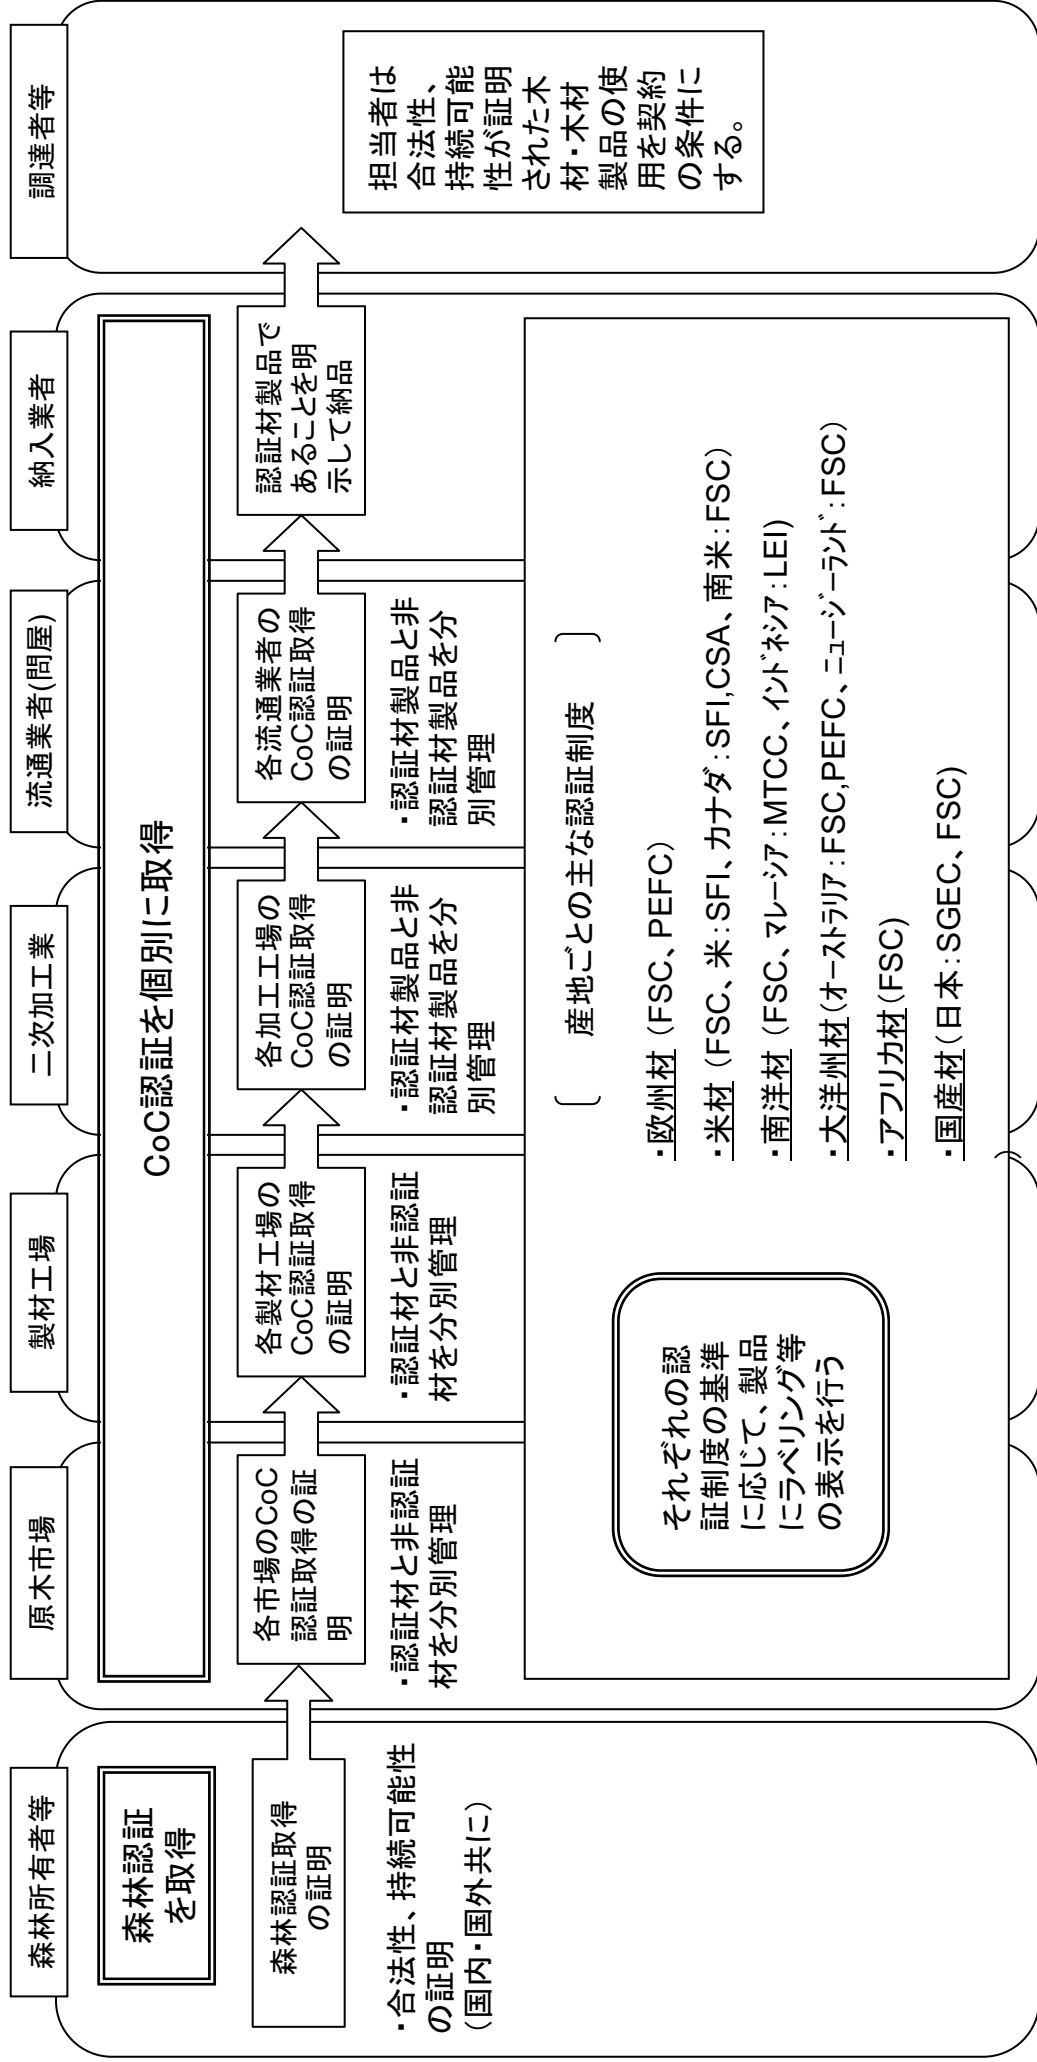 森林所有者等
森林認証
を取得
森林認証取得
の証明
・合法性、持続可能性
の証明
(国内・国外共に)
CoC認証を個別に取得
原木市場
各市場のCoC
認証取得の証
明
・認証材と非認証
材を分別管理
製材工場
各製材工場の
CoC認証取得
の証明
・認証材と非認証
材を分別管理
二次加工業
各加工工場の
CoC認証取得
の証明
・認証材製品と非
認証材製品を分
別管理
流通業者(問屋)
各流通業者の
CoC認証取得
の証明
・認証材製品と非
認証材製品を分
別管理
納入業者
認証材製品で
あることを明
示して納品
それぞれの認
証制度の基準
に応じて、製品
にラベリング等
の表示を行う
〔 産地ごとの主な認証制度 〕
・欧州材(FSC、PEFC)
・米材(FSC、米:SFI、カナダ:SFI,CSA、南米:FSC)
・南洋材(FSC、マレーシア:MTCC、インドネシア:LEI)
・大洋州材(オーストラリア:FSC,PEFC、ニュージーランド:FSC)
・アフリカ材(FSC)
・国産材(日本:SGEC、FSC)
調達者等
担当者は
合法性、
持続可能
性が証明
された木
材・木材
製品の使
用を契約
の条件に
する。